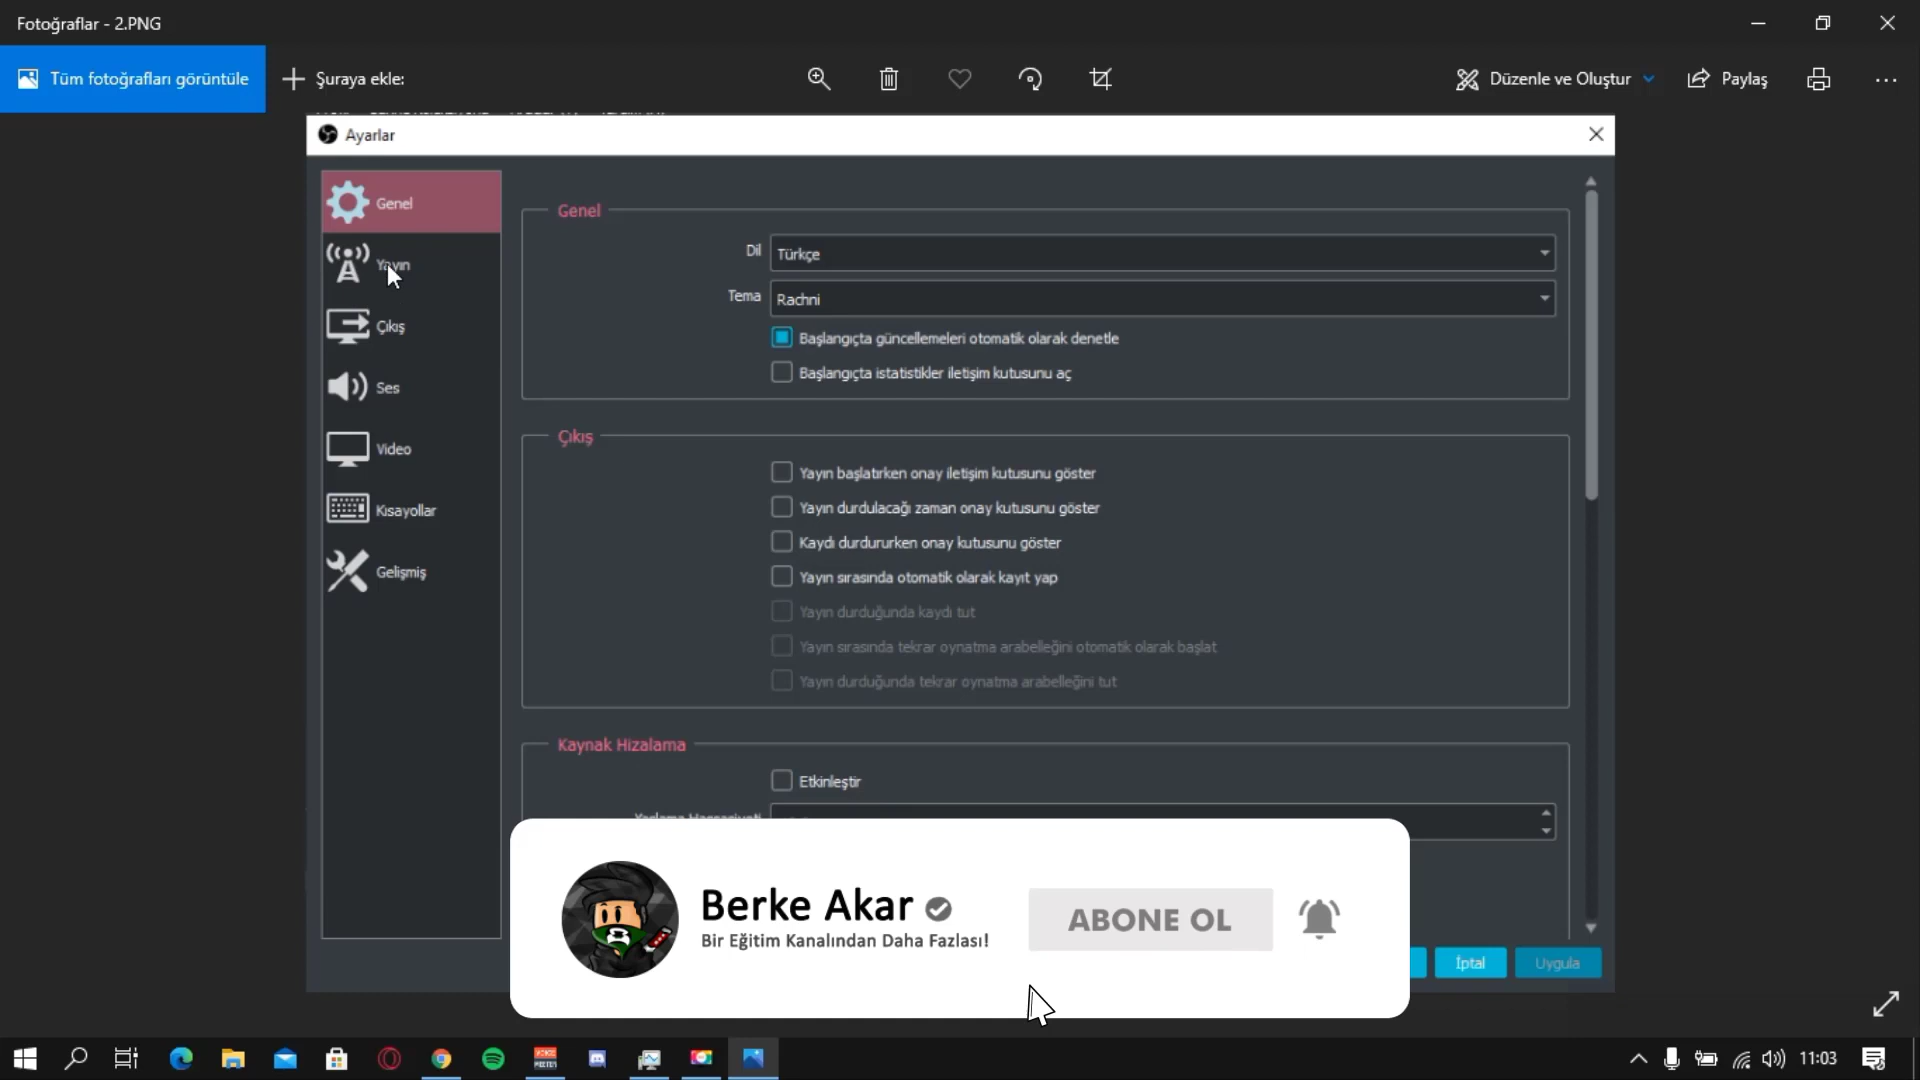 Fotoğraflar - 2.PNG
Tüm fotoğrafları görüntüle
Şuraya ekle:
Düzenle ve Oluştur
Paylaş
Ayarlar
Genel
Yayın
Çıkış
Ses
Video
Kısayollar
Gelişmiş
Genel
Dil
Türkçe
Tema
Rachni
Başlangıçta güncellemeleri otomatik olarak denetle
Başlangıçta istatistikler iletişim kutusunu aç
Çıkış
Yayın başlatırken onay iletişim kutusunu göster
Yayın durdulacağı zaman onay kutusunu göster
Kaydı durdururken onay kutusunu göster
Yayın sırasında otomatik olarak kayıt yap
Yayın durduğunda kaydı tut
Yayın sırasında tekrar oynatma arabelleğini otomatik olarak başlat
Yayın durduğunda tekrar oynatma arabelleğini tut
Kaynak Hizalama
Etkinleştir
Berke Akar
Bir Eğitim Kanalından Daha Fazlası!
ABONE OL
İptal
Uygula
11:03